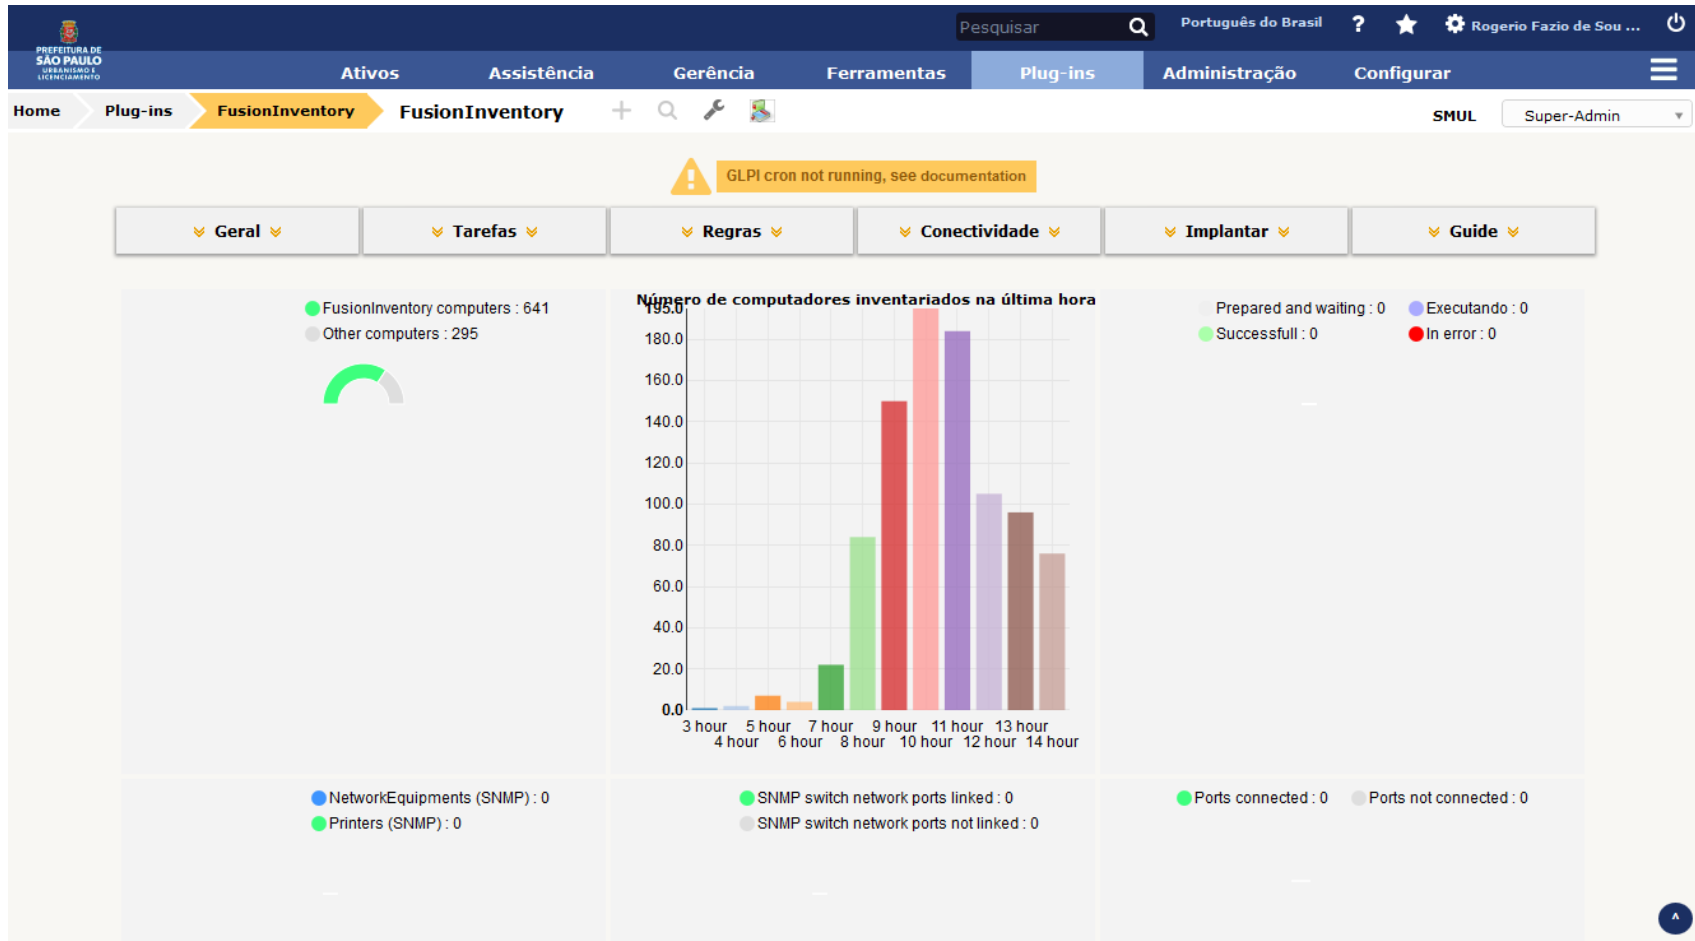 PREFEITURA DE
SÃO PAULO
URBANISMO E
LICENCIAMENTO
Pesquisar
Português do Brasil
?
Rogerio Fazio de Sou ...
Ativos
Assistência
Gerência
Ferramentas
Plug-ins
Administração
Configurar
Home
Plug-ins
FusionInventory
FusionInventory
SMUL
Super-Admin
GLPI cron not running, see documentation
Geral
Tarefas
Regras
Conectividade
Implantar
Guide
FusionInventory computers : 641
Other computers : 295
Número de computadores inventariados na última hora
195.0
180.0
160.0
140.0
120.0
100.0
80.0
60.0
40.0
20.0
0.0
3 hour 5 hour 7 hour 9 hour 11 hour 13 hour
4 hour 6 hour 8 hour 10 hour 12 hour 14 hour
Prepared and waiting : 0 Executando : 0
Successfull : 0 In error : 0
NetworkEquipments (SNMP) : 0
Printers (SNMP) : 0
SNMP switch network ports linked : 0
SNMP switch network ports not linked : 0
Ports connected : 0 Ports not connected : 0